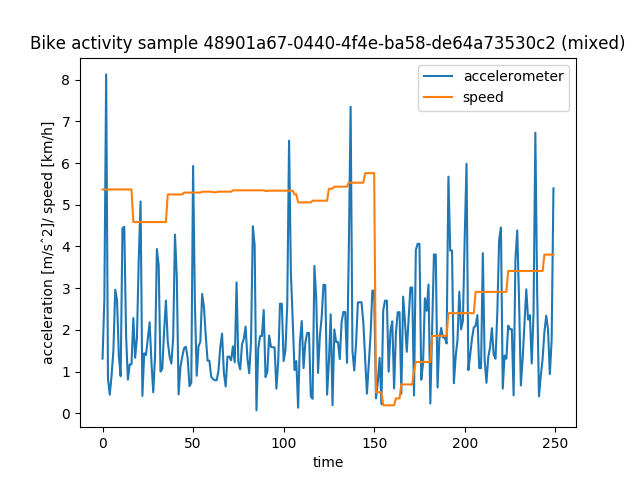 Bike activity sample 48901a67-0440-4f4e-ba58-de64a73530c2 (mixed)
accelerometer
speed
acceleration [m/s^2]/ speed [km/h]
8
7
6
5
4
3
2
1
0
0 50 100 150 200 250
time